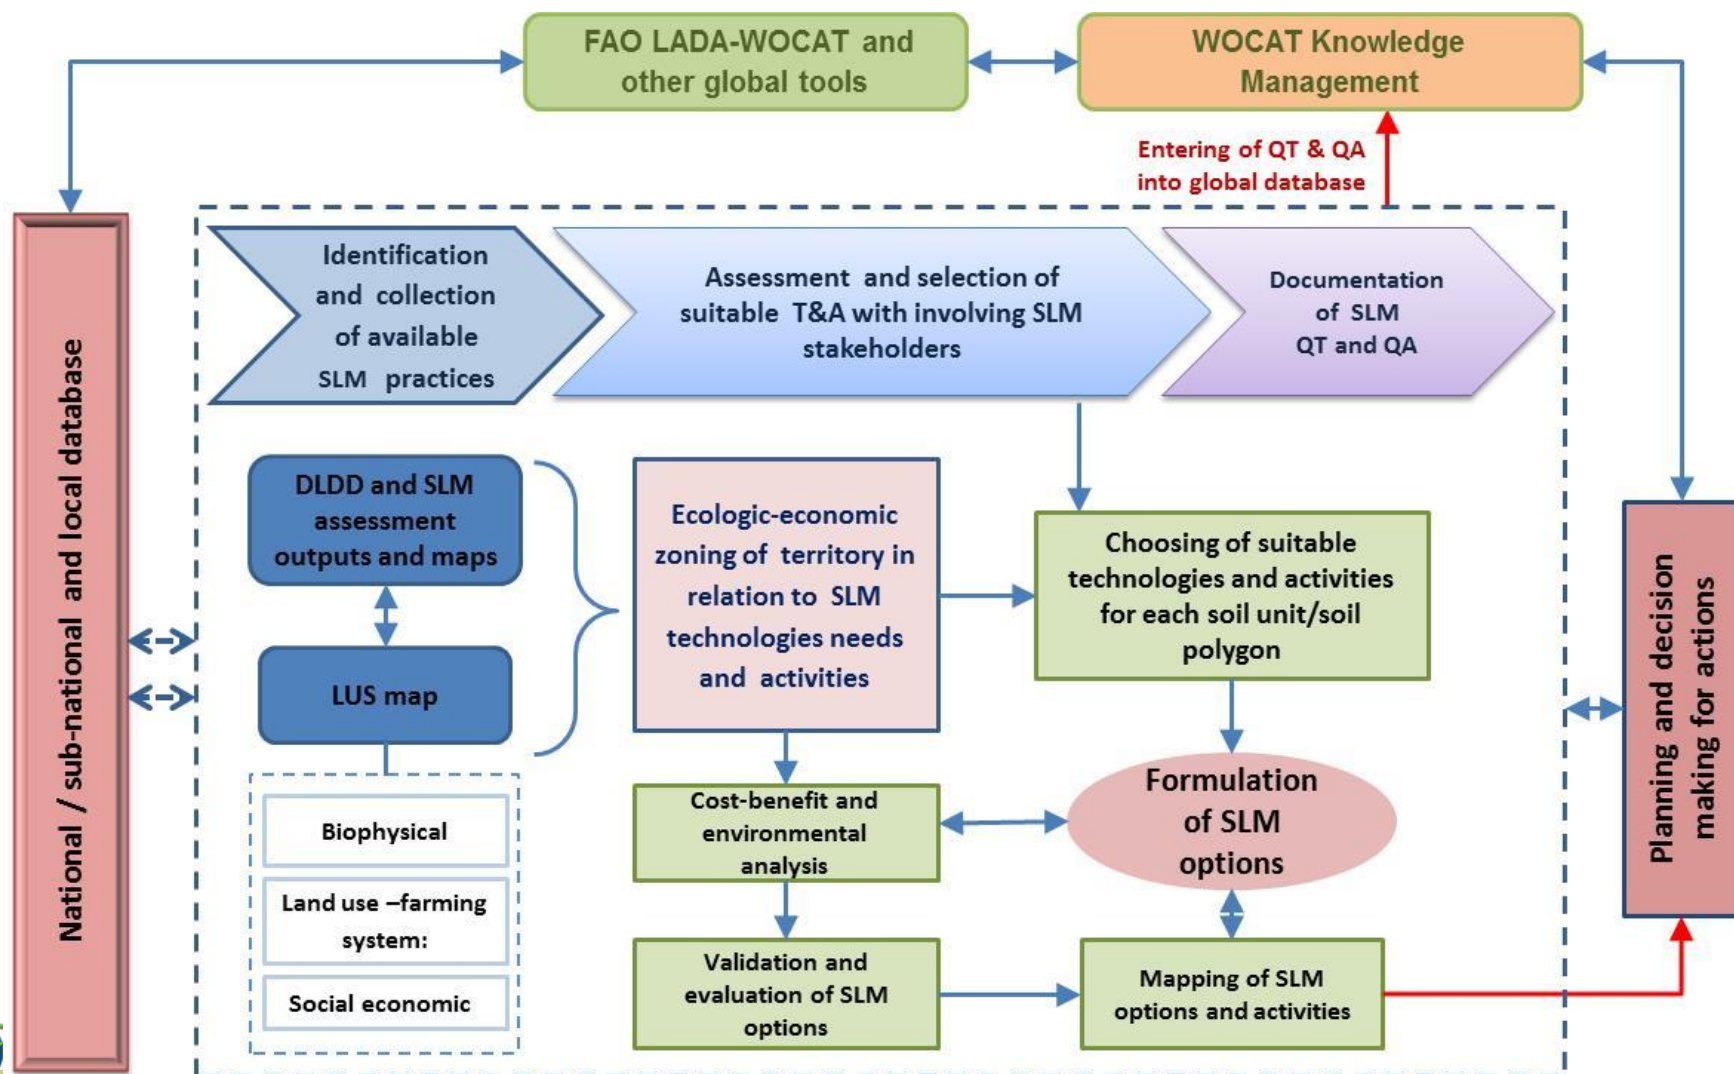 FAO LADA-WOCAT and
other global tools
WOCAT Knowledge
Management
Entering of QT & QA
into global database
National / sub-national and local database
Identification
and collection
of available
SLM practices
Assessment and selection of
suitable T&A with involving SLM
stakeholders
Documentation
of SLM
QT and QA
DLDD and SLM
assessment
outputs and maps
LUS map
Biophysical
Land use –farming
system:
Social economic
Ecologic-economic
zoning of territory in
relation to SLM
technologies needs
and activities
Choosing of suitable
technologies and activities
for each soil unit/soil
polygon
Cost-benefit and
environmental
analysis
Formulation
of SLM
options
Validation and
evaluation of SLM
options
Mapping of SLM
options and activities
Planning and decision
making for actions